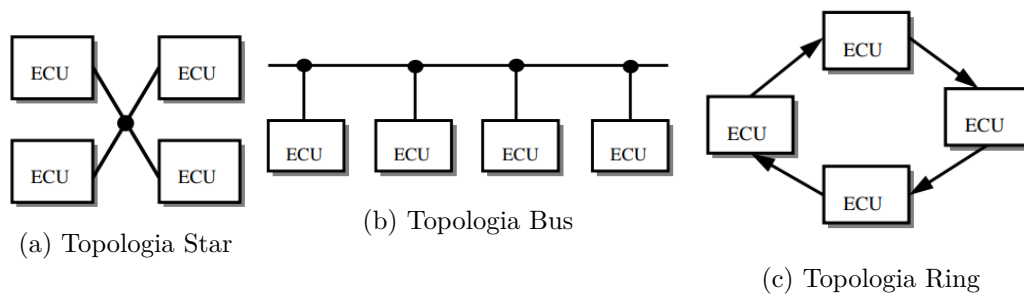 ECU ECU
ECU ECU
(a) Topologia Star
ECU ECU ECU ECU
(b) Topologia Bus
ECU
ECU ECU
ECU
(c) Topologia Ring